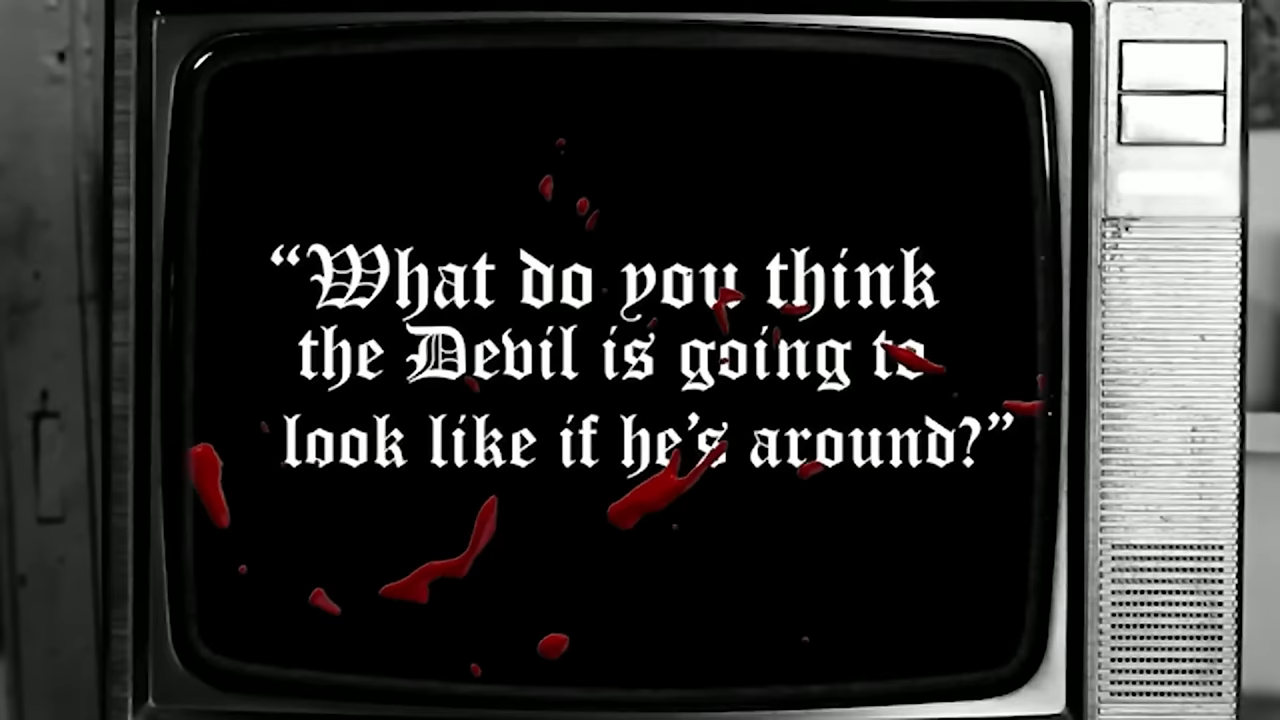 “What do you think
the Devil is going to
look like if he’s around?”